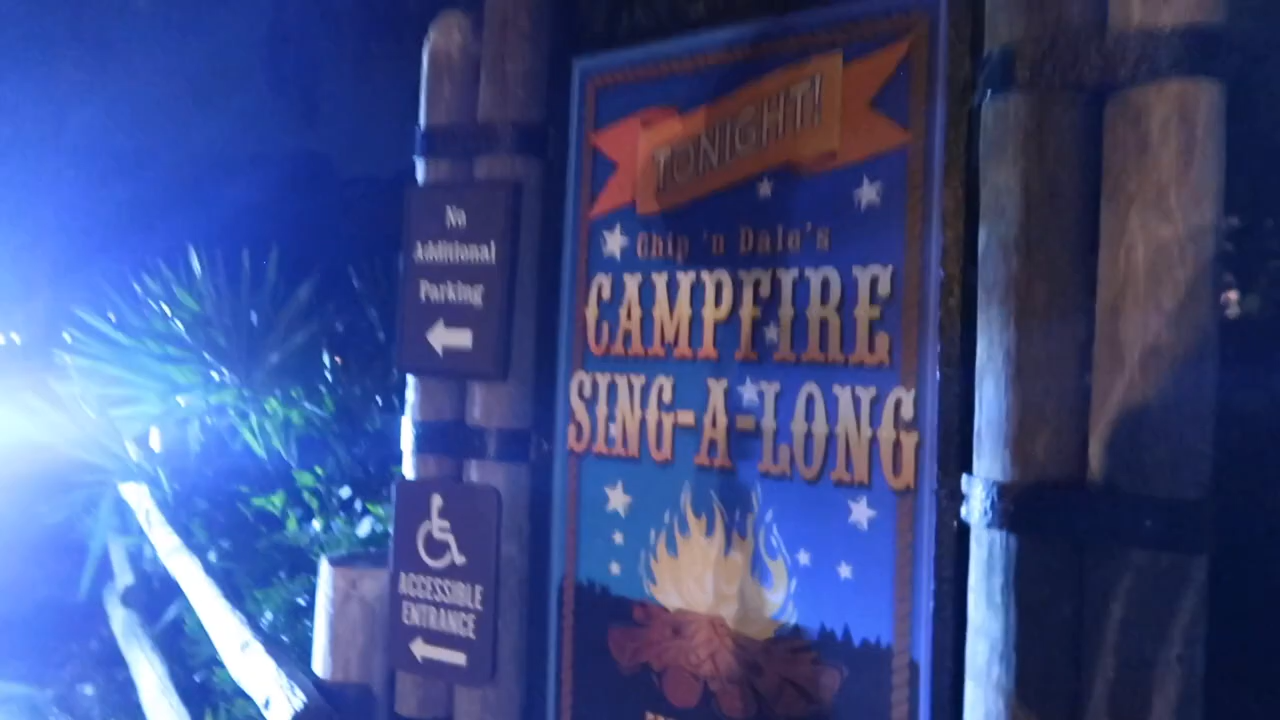 No
Additional
Parking
ACCESSIBLE
ENTRANCE
TONIGHT!
Chip 'n Dale's
CAMPFIRE
SING-A-LONG